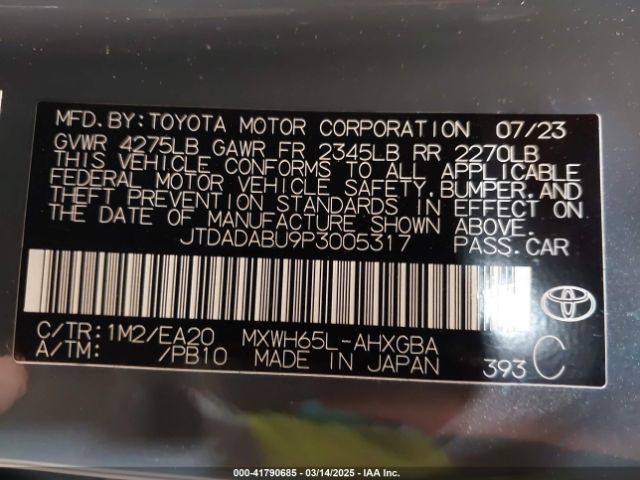 MFD.BY:TOYOTA MOTOR CORPORATION 07/23
GVWR 4275LB GAWR FR 2345LB RR 2270LB
THIS VEHICLE CONFORMS TO ALL APPLICABLE
FEDERAL MOTOR VEHICLE SAFETY,BUMPER,AND
THEFT PREVENTION STANDARDS IN EFFECT ON
THE DATE OF MANUFACTURE SHOWN ABOVE.
JTDADABU9P3005317 PASS.CAR
C/TR:1M2/EA20 MXWH65L-AHXGBA
A/TM: /PB10 MADE IN JAPAN 393 C
000-41790685 - 03/14/2025 - IAA Inc.